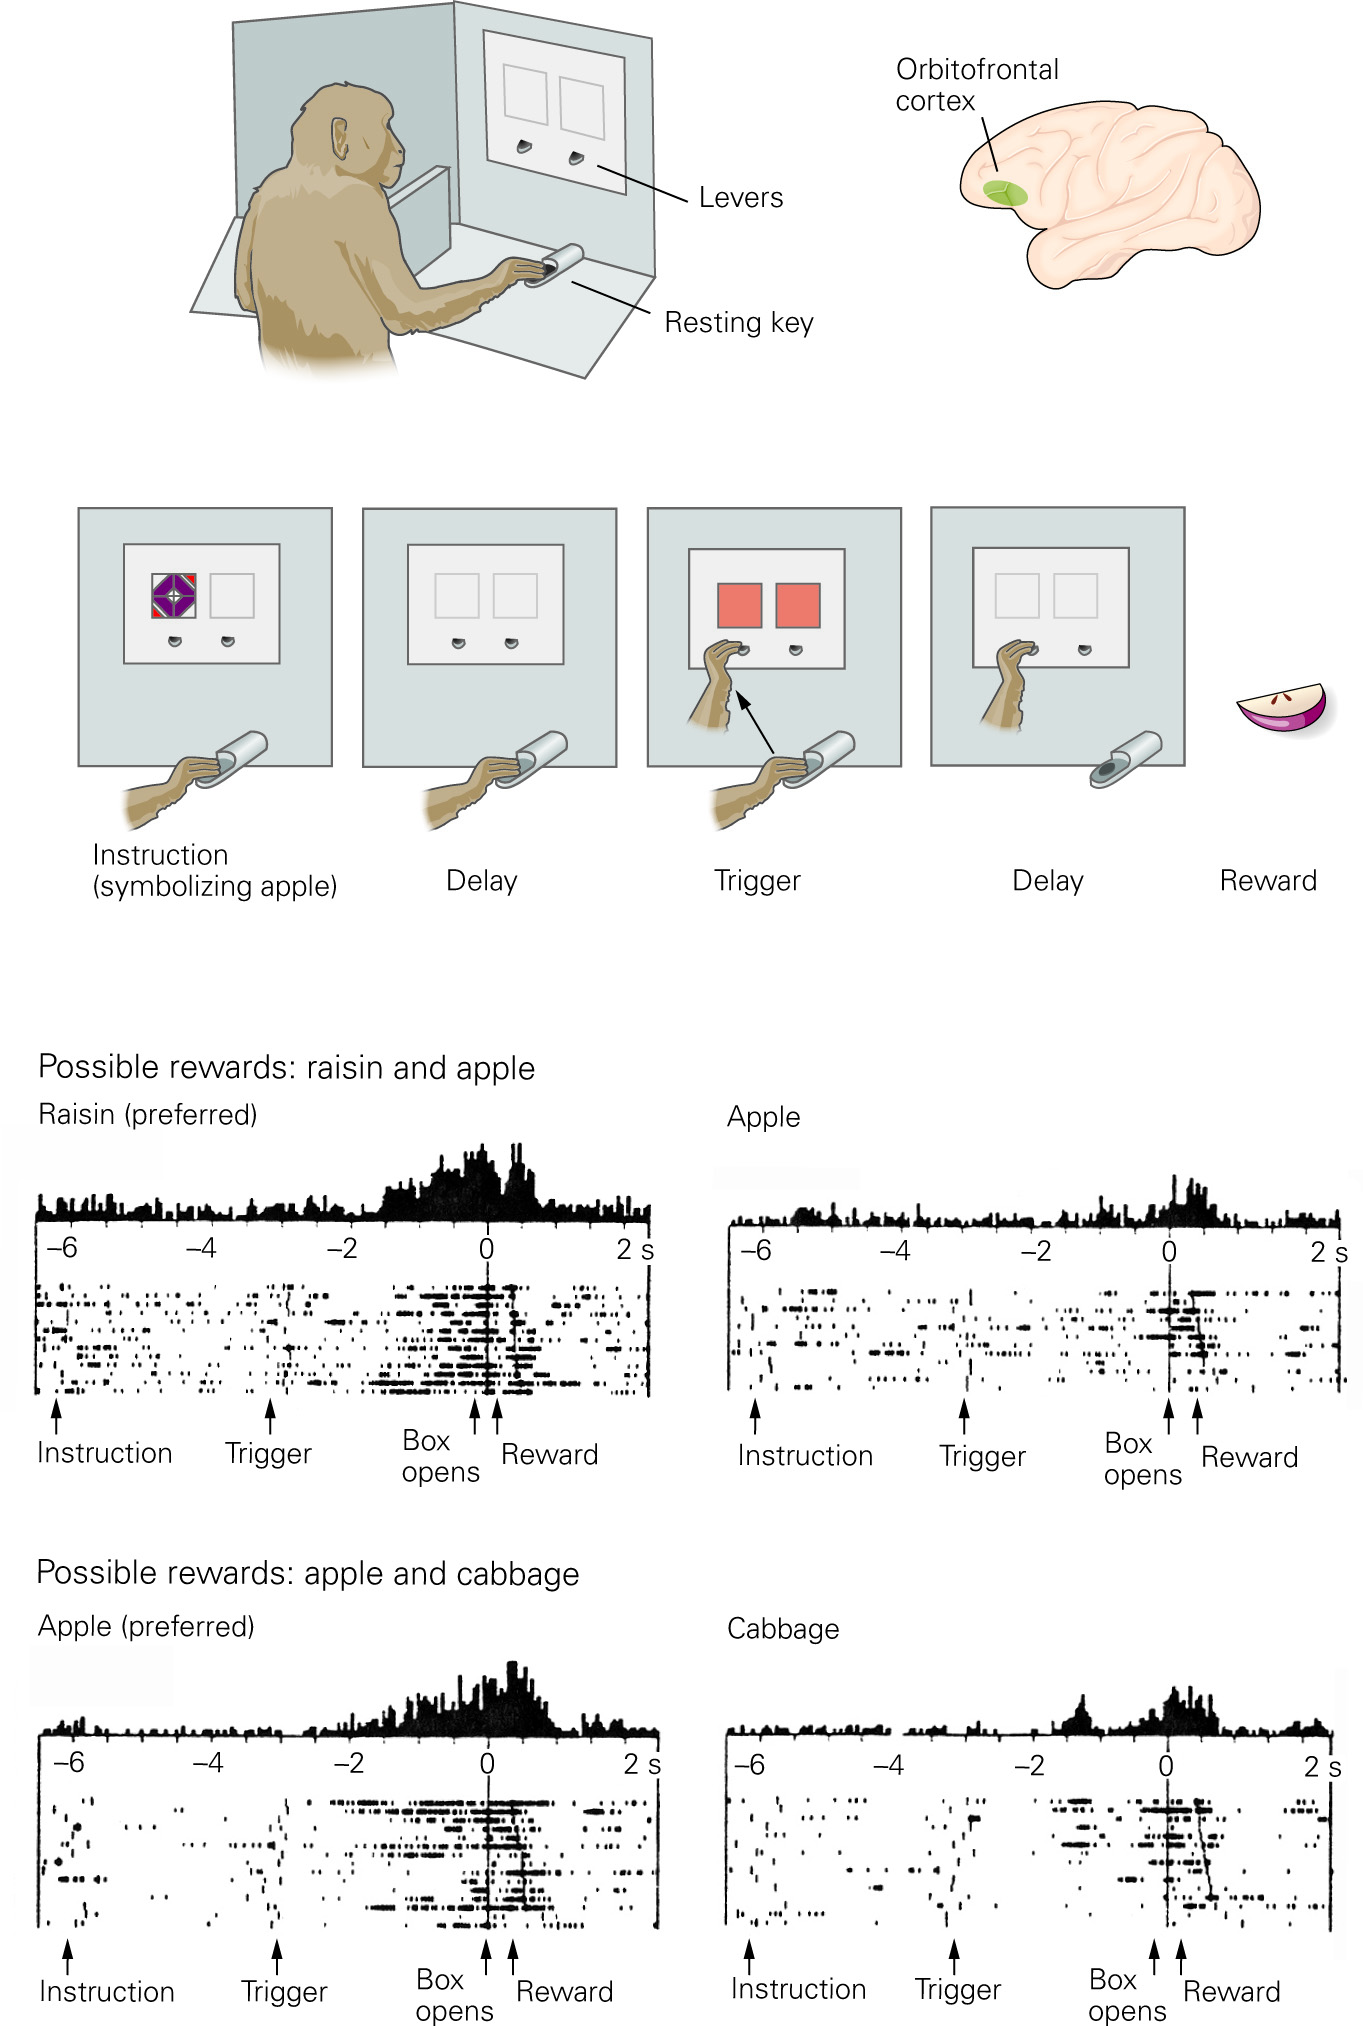 Orbitofrontal
cortex
Levers
Resting key
Instruction
(symbolizing apple)
Delay
Trigger
Delay
Reward
Possible rewards: raisin and apple
Raisin (preferred)
Apple
–6 –4 –2 0 2 s
–6 –4 –2 0 2 s
Instruction
Trigger
Box
opens
Reward
Instruction
Trigger
Box
opens
Reward
Possible rewards: apple and cabbage
Apple (preferred)
Cabbage
–6 –4 –2 0 2 s
–6 –4 –2 0 2 s
Instruction
Trigger
Box
opens
Reward
Instruction
Trigger
Box
opens
Reward